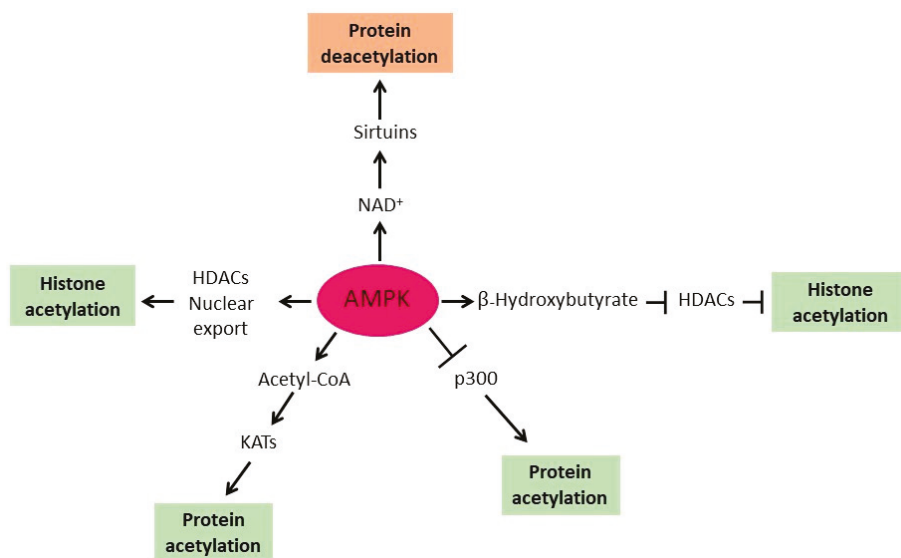 Protein
deacetylation
Sirtuins
NAD⁺
Histone
acetylation
HDACs
Nuclear
export
AMPK
β-Hydroxybutyrate
HDACs
Histone
acetylation
Acetyl-CoA
p300
KATs
Protein
acetylation
Protein
acetylation